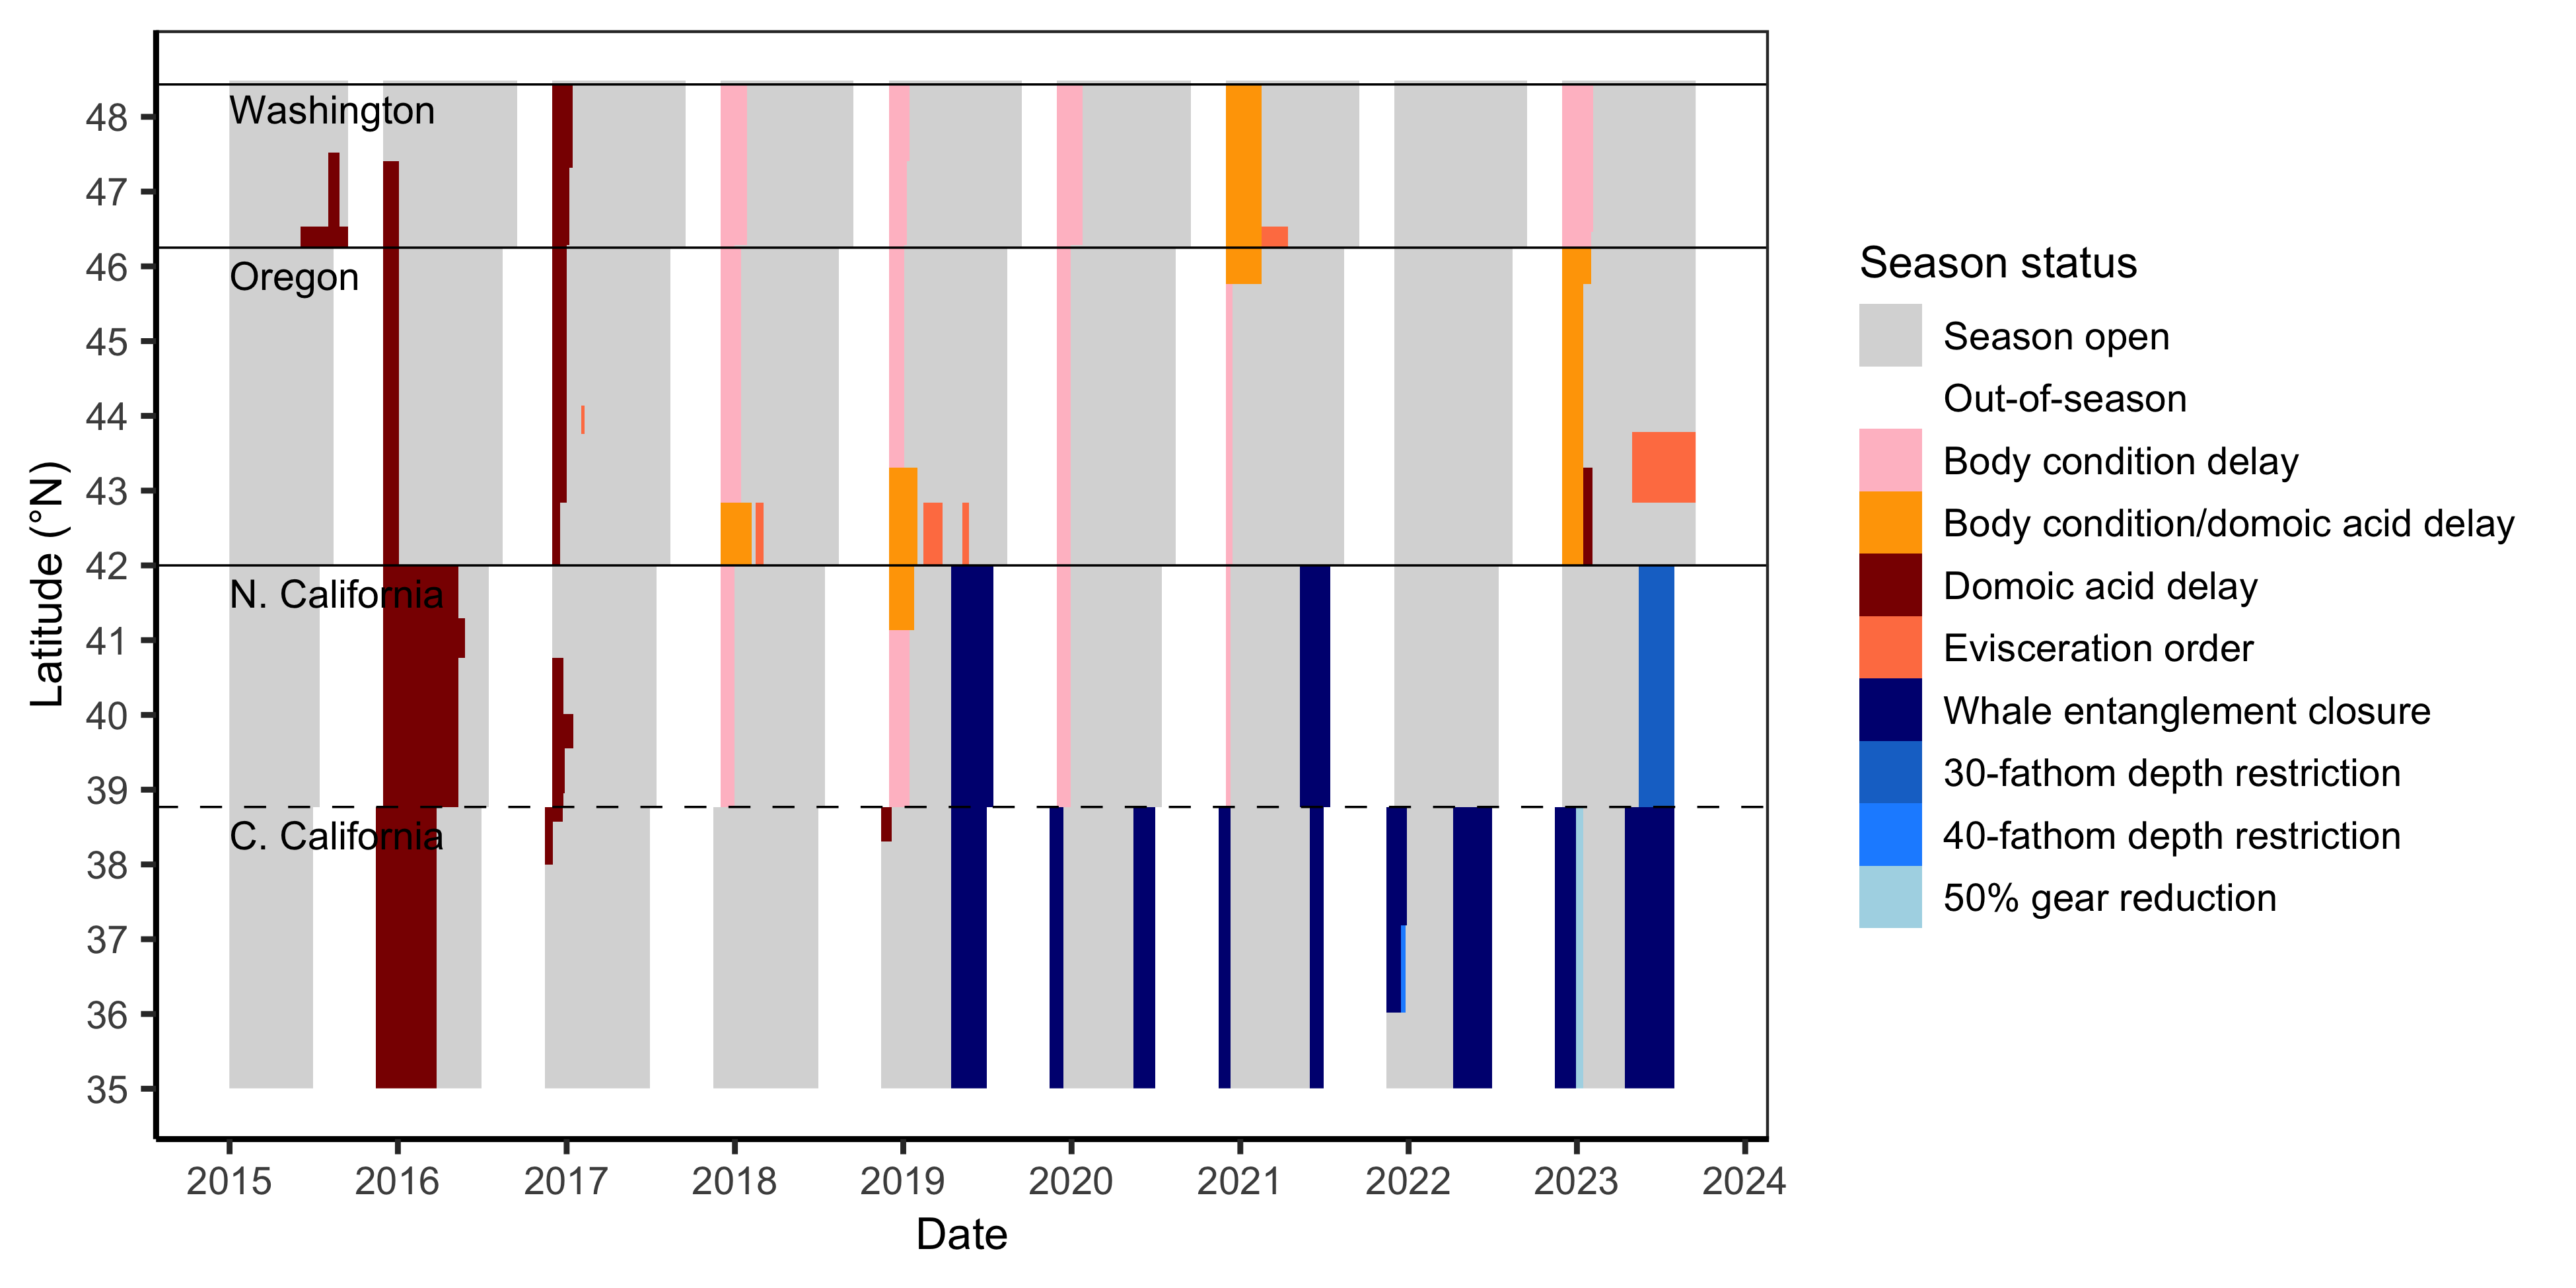 Washington
Oregon
N. California
C. California
48
47
46
45
44
43
42
41
40
39
38
37
36
35
Latitude (°N)
2015 2016 2017 2018 2019 2020 2021 2022 2023 2024
Date
Season status
Season open
Out-of-season
Body condition delay
Body condition/domoic acid delay
Domoic acid delay
Evisceration order
Whale entanglement closure
30-fathom depth restriction
40-fathom depth restriction
50% gear reduction